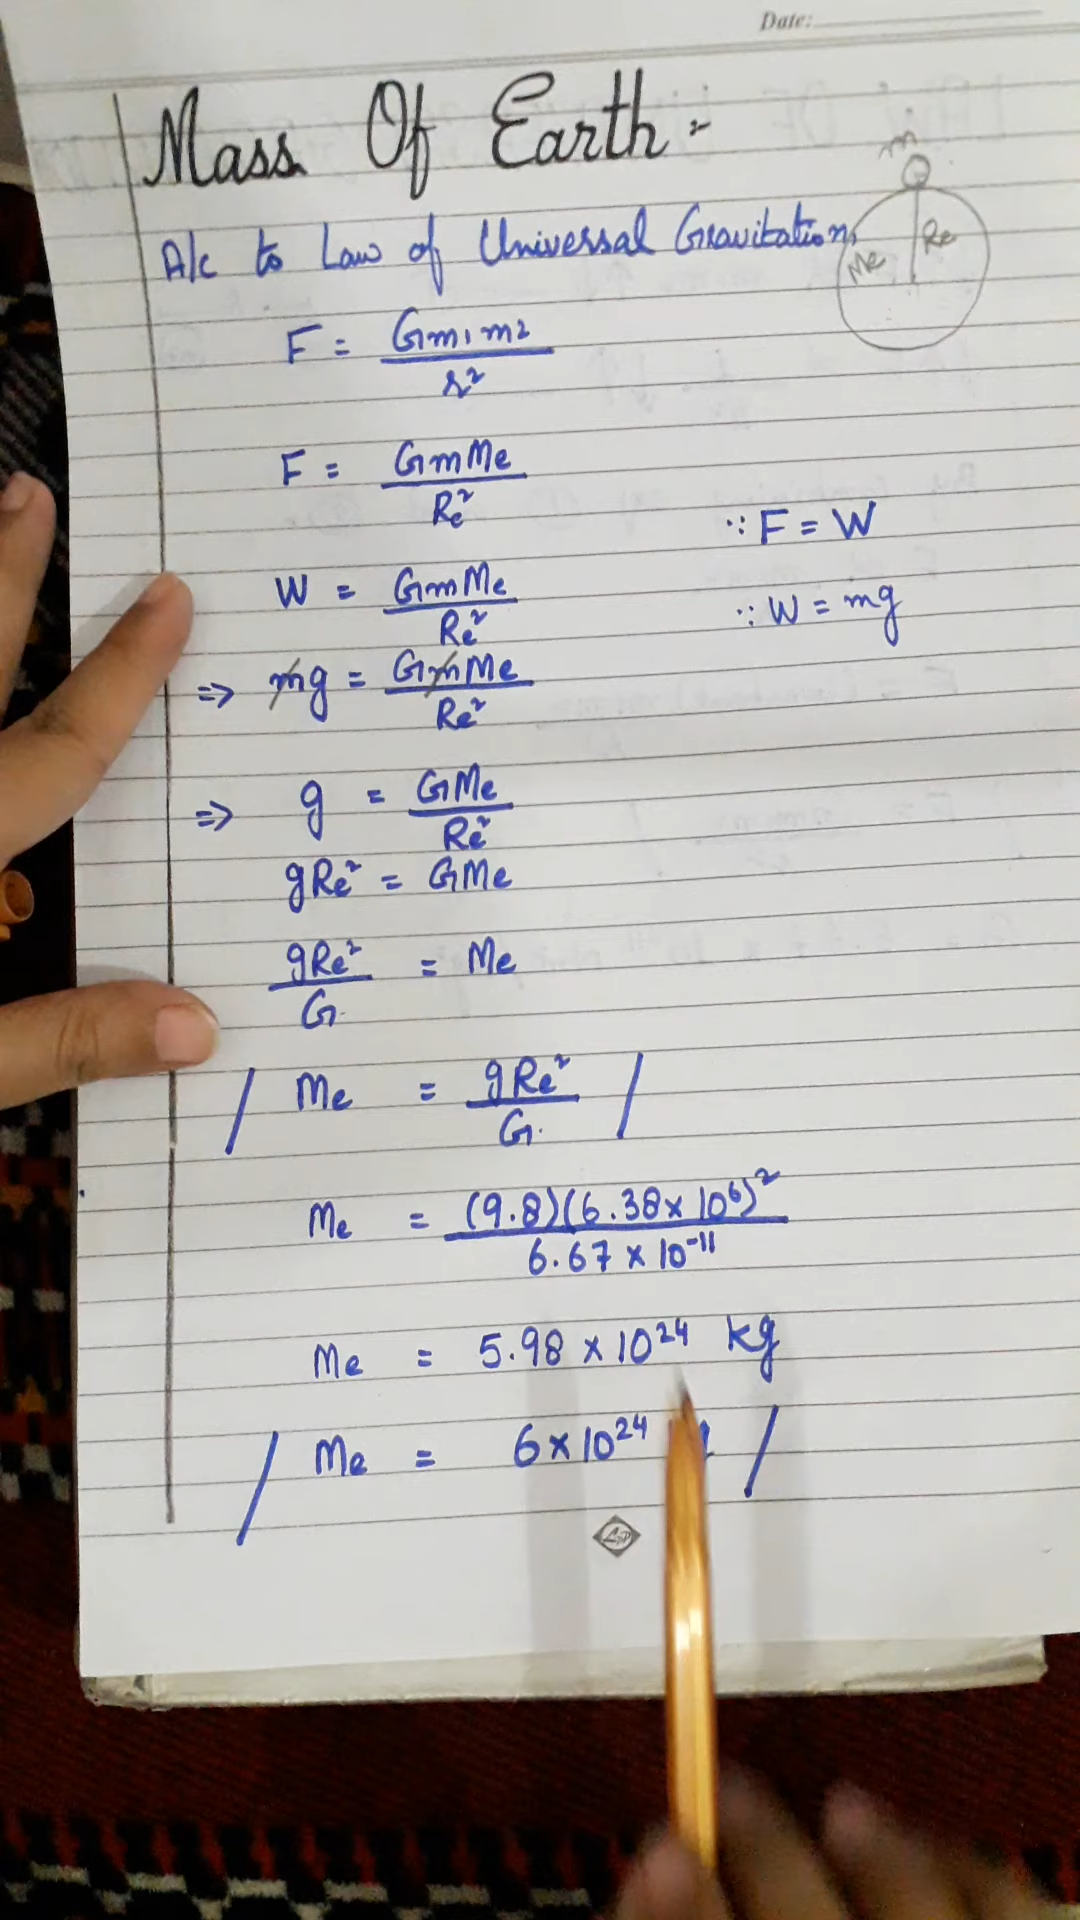 Date:
Mass Of Earth:-
m
A/c to Law of Universal Gravitation,
Me Re
F = Gm₁m₂ / r²
F = GmMe / Re²
∵ F = W
W = GmMe / Re²
∵ W = mg
⇒ mg = GmMe / Re²
⇒ g = GMe / Re²
gRe² = GMe
gRe² / G = Me
/ Me = gRe² / G /
Me = (9.8)(6.38 × 10⁶)² / 6.67 × 10⁻¹¹
Me = 5.98 × 10²⁴ kg
/ Me = 6 × 10²⁴ /